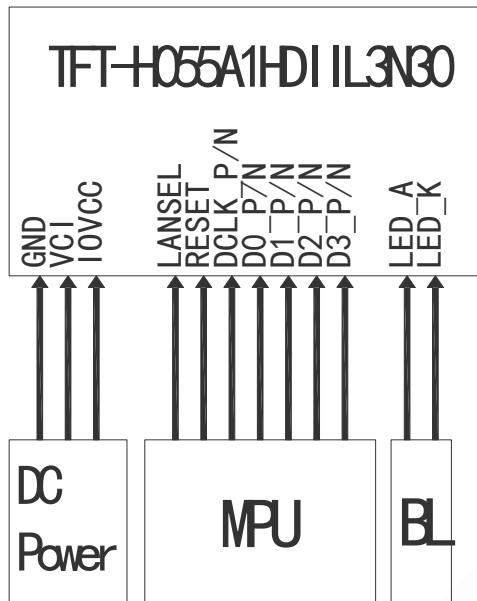 TFT-H055A1HDIIL3N30
GND
VCI
IOVCC
LANSEL
RESET
DCLK_P/N
D0_P/N
D1_P/N
D2_P/N
D3_P/N
LED_A
LED_K
DC
Power
MPU
BL